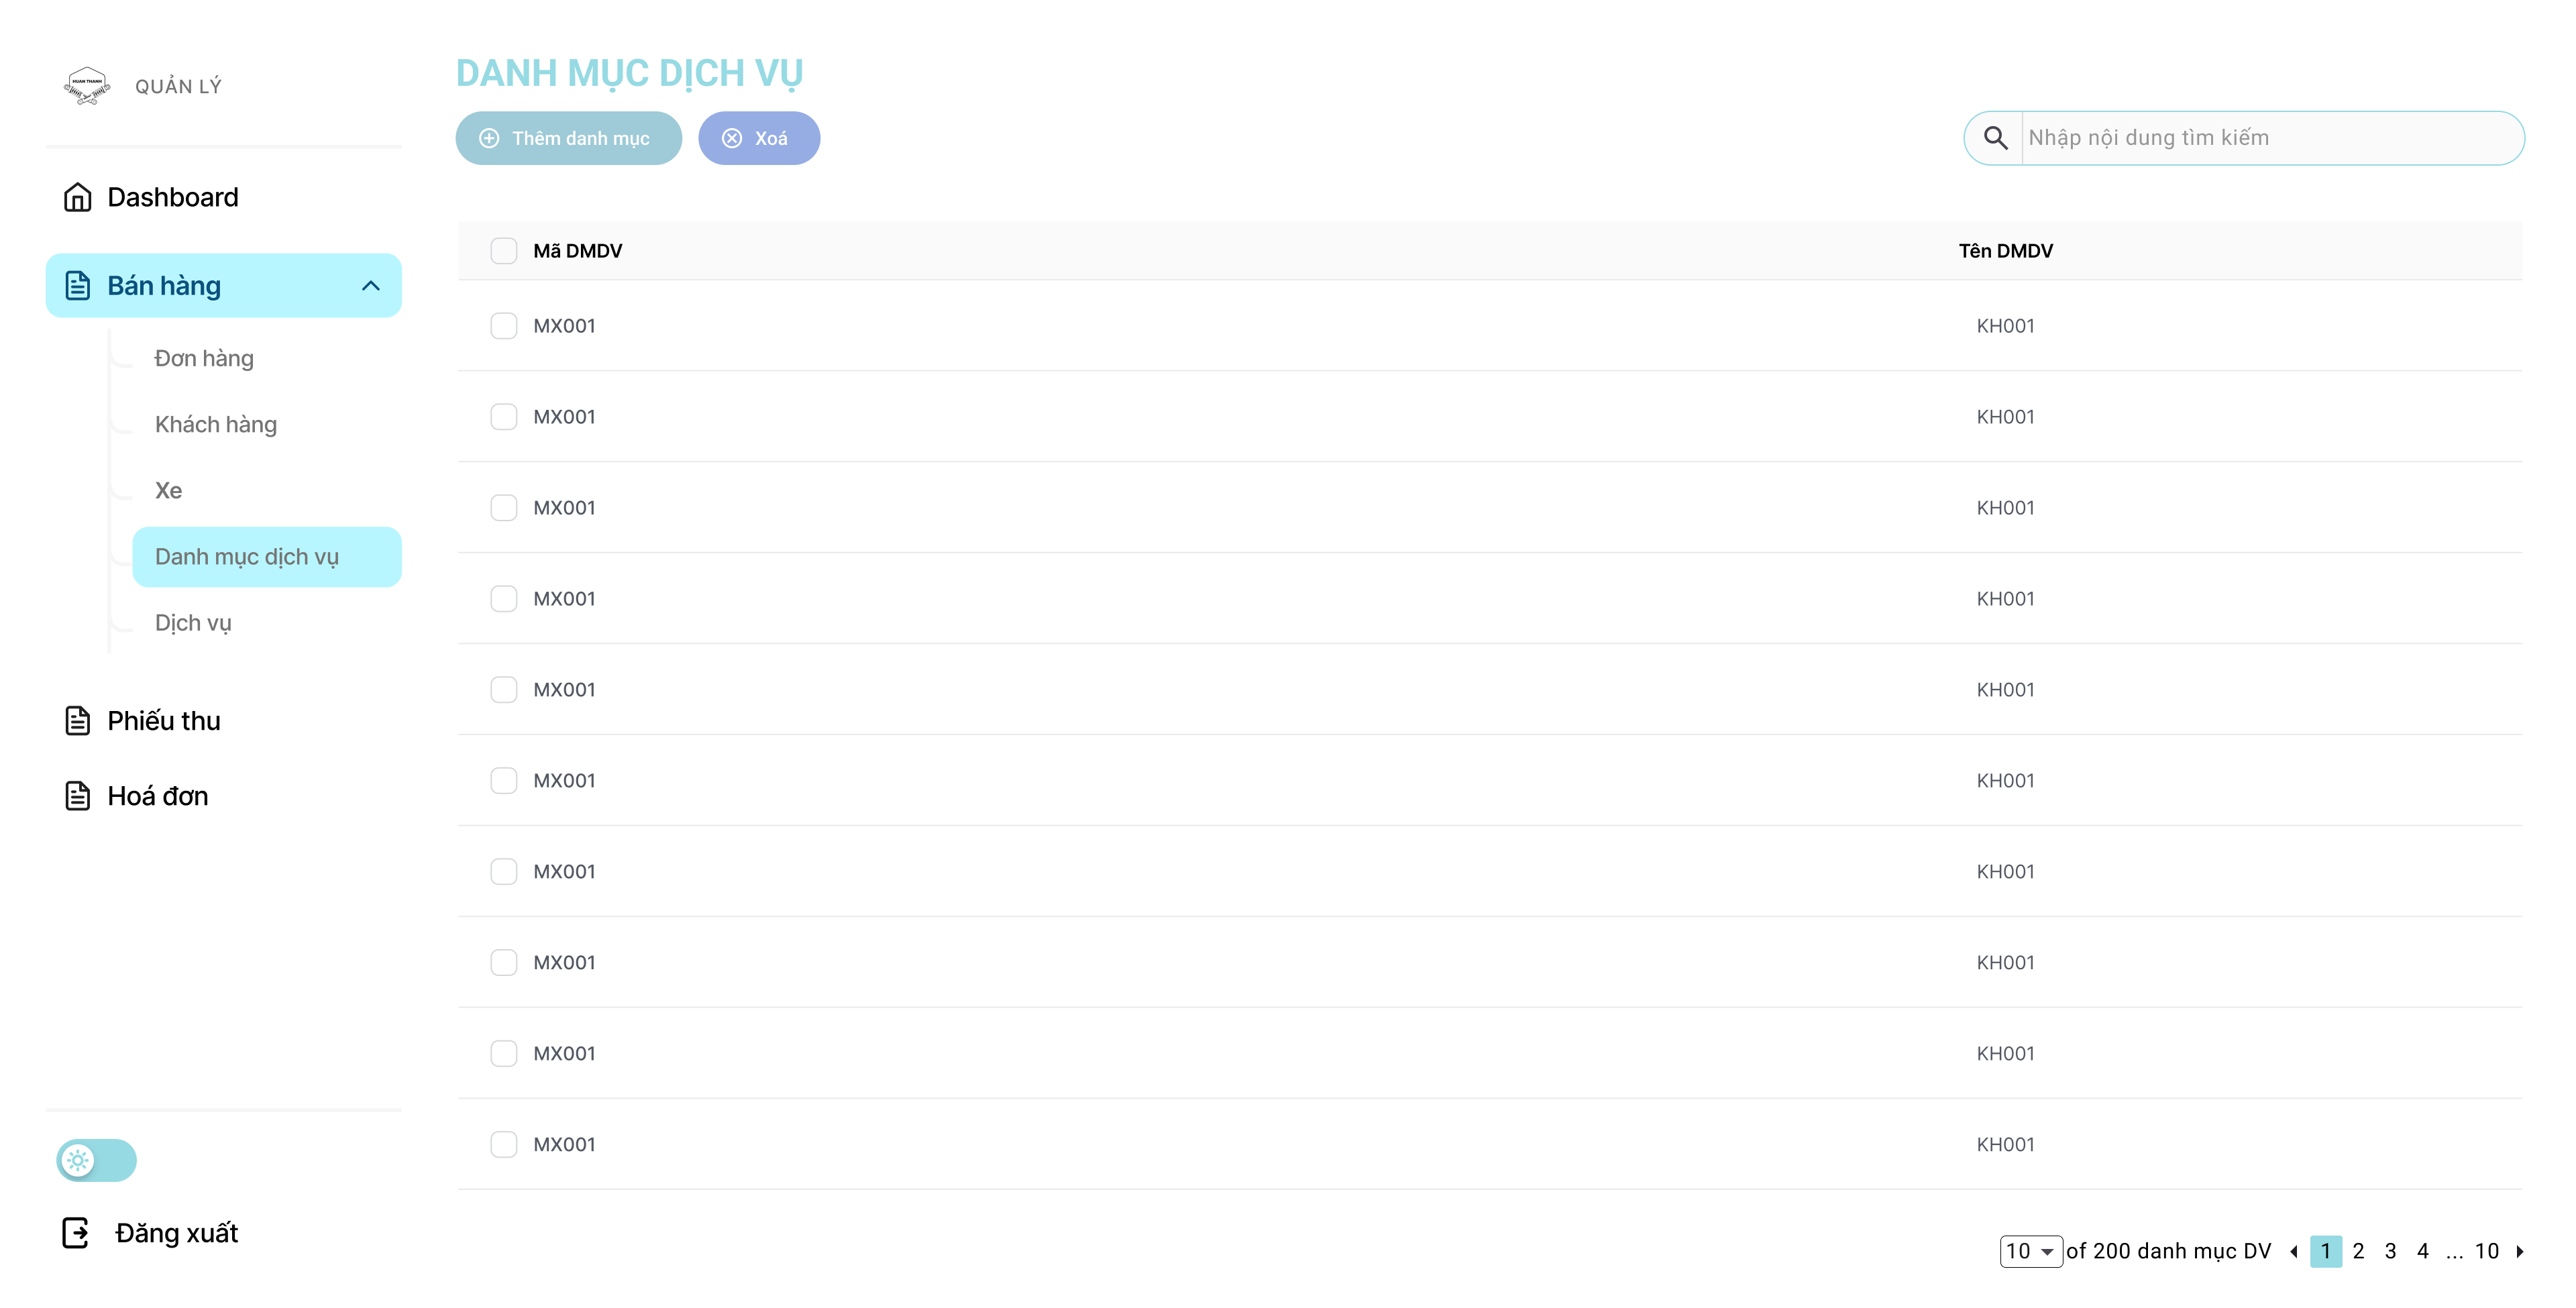 HUAN THANH
QUẢN LÝ
Dashboard
Bán hàng
Đơn hàng
Khách hàng
Xe
Danh mục dịch vụ
Dịch vụ
Phiếu thu
Hoá đơn
Đăng xuất
DANH MỤC DỊCH VỤ
Thêm danh mục
Xoá
Nhập nội dung tìm kiếm
Mã DMDV Tên DMDV
MX001 KH001
MX001 KH001
MX001 KH001
MX001 KH001
MX001 KH001
MX001 KH001
MX001 KH001
MX001 KH001
MX001 KH001
MX001 KH001
10 of 200 danh mục DV 1 2 3 4 ... 10